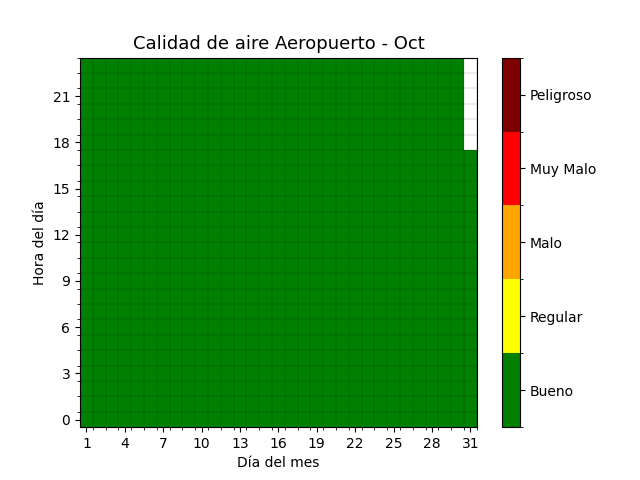 Calidad de aire Aeropuerto - Oct
Hora del día
21
18
15
12
9
6
3
0
1 4 7 10 13 16 19 22 25 28 31
Día del mes
Peligroso
Muy Malo
Malo
Regular
Bueno